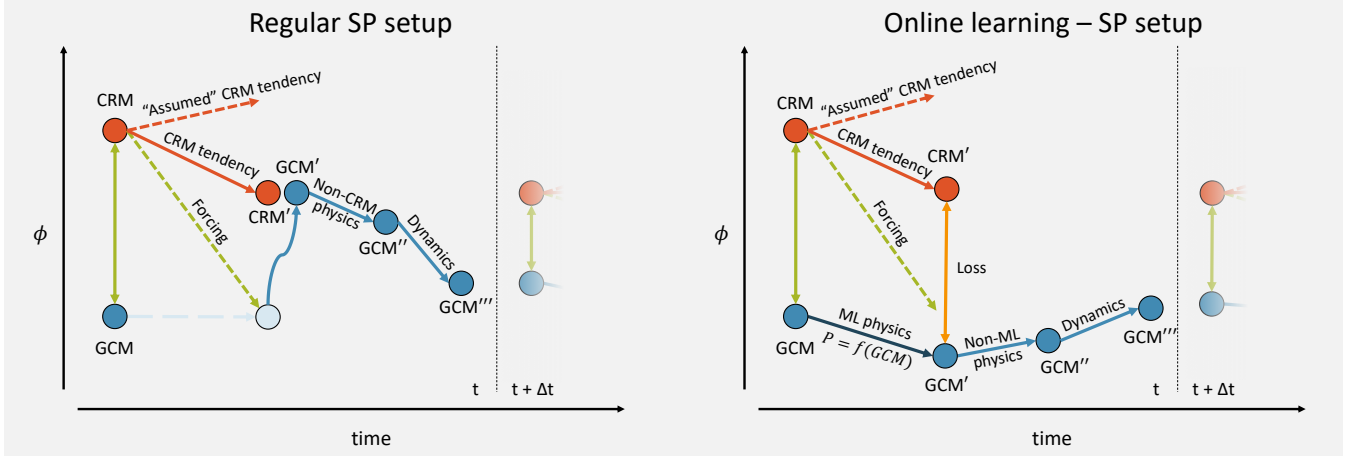 Regular SP setup
CRM
"Assumed" CRM tendency
CRM tendency
GCM′
Non-CRM
physics
CRM′
Forcing
GCM′′
Dynamics
ϕ
GCM′′′
GCM
t
t + Δt
time
Online learning – SP setup
CRM
"Assumed" CRM tendency
CRM tendency
CRM′
Forcing
ϕ
Loss
ML physics
P = f(GCM)
Non-ML
physics
Dynamics
GCM′′′
GCM
GCM′
GCM′′
t
t + Δt
time